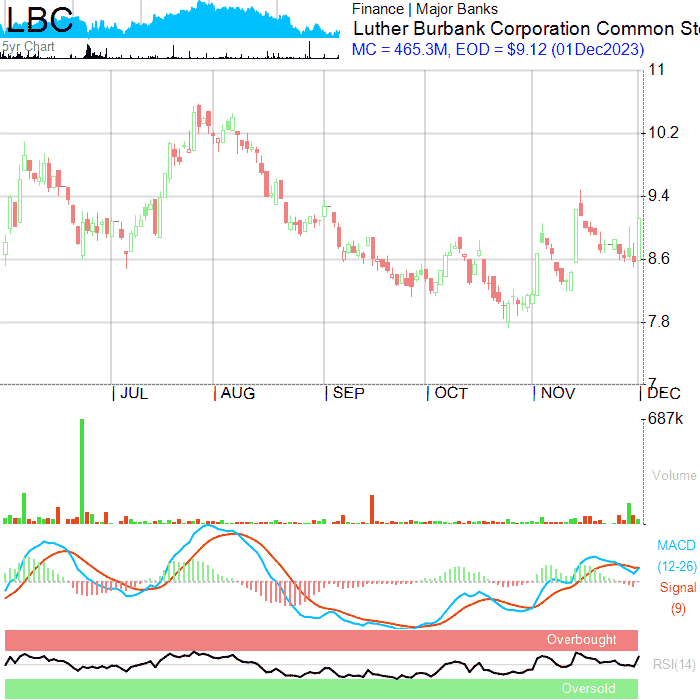 LBC
5yr Chart
Finance | Major Banks
Luther Burbank Corporation Common Sto
MC = 465.3M, EOD = $9.12 (01Dec2023)
11
10.2
9.4
8.6
7.8
7
| JUL | AUG | SEP | OCT | NOV | DEC
687k
Volume
MACD
(12-26)
Signal
(9)
Overbought
RSI(14)
Oversold